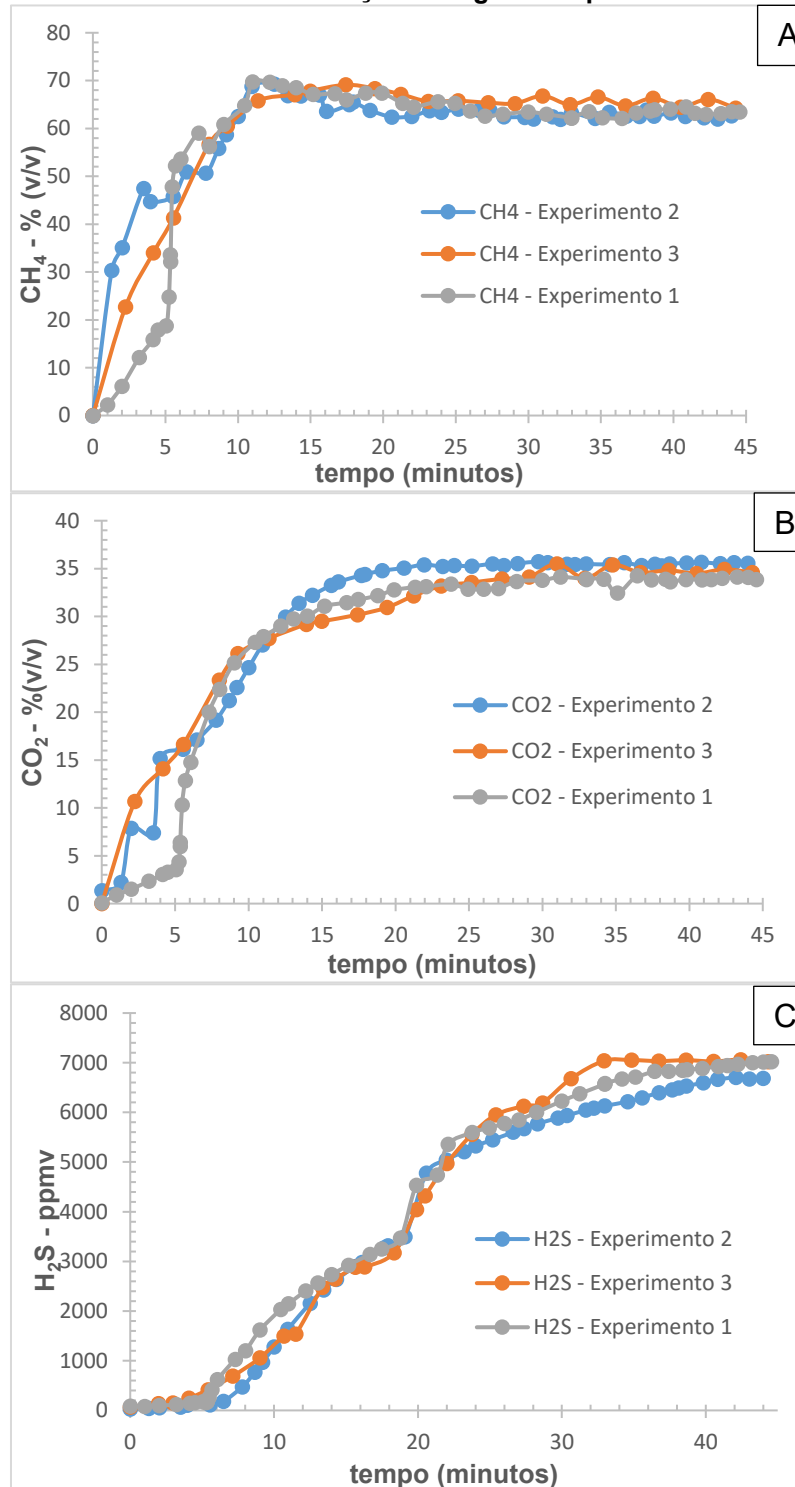 A
CH₄ - % (v/v)
80
70
60
50
40
30
20
10
0
CH4 - Experimento 2
CH4 - Experimento 3
CH4 - Experimento 1
0 5 10 15 20 25 30 35 40 45
tempo (minutos)
B
CO₂ - %(v/v)
40
35
30
25
20
15
10
5
0
CO2 - Experimento 2
CO2 - Experimento 3
CO2 - Experimento 1
0 5 10 15 20 25 30 35 40 45
tempo (minutos)
C
H₂S - ppmv
8000
7000
6000
5000
4000
3000
2000
1000
0
H2S - Experimento 2
H2S - Experimento 3
H2S - Experimento 1
0 10 20 30 40
tempo (minutos)